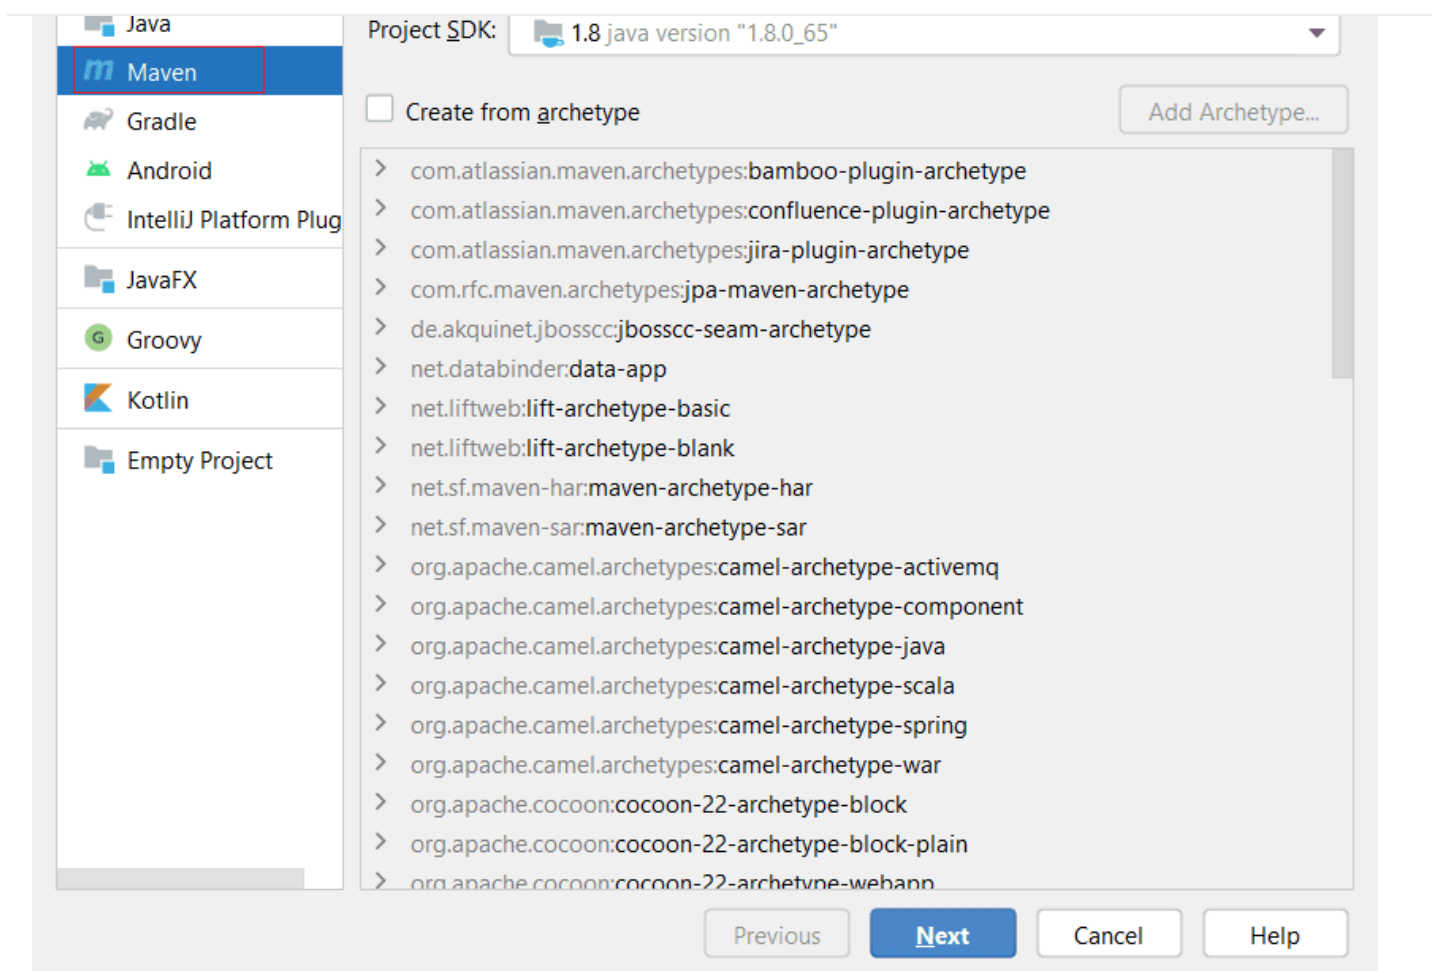 Java
Maven
Gradle
Android
IntelliJ Platform Plug
JavaFX
G
Groovy
Kotlin
Empty Project
Project SDK:
1.8 java version "1.8.0_65"
Create from archetype
Add Archetype...
com.atlassian.maven.archetypes:bamboo-plugin-archetype
com.atlassian.maven.archetypes:confluence-plugin-archetype
com.atlassian.maven.archetypes:jira-plugin-archetype
com.rfc.maven.archetypes:jpa-maven-archetype
de.akquinet.jbosscc:jbosscc-seam-archetype
net.databinder:data-app
net.liftweb:lift-archetype-basic
net.liftweb:lift-archetype-blank
net.sf.maven-har:maven-archetype-har
net.sf.maven-sar:maven-archetype-sar
org.apache.camel.archetypes:camel-archetype-activemq
org.apache.camel.archetypes:camel-archetype-component
org.apache.camel.archetypes:camel-archetype-java
org.apache.camel.archetypes:camel-archetype-scala
org.apache.camel.archetypes:camel-archetype-spring
org.apache.camel.archetypes:camel-archetype-war
org.apache.cocoon:cocoon-22-archetype-block
org.apache.cocoon:cocoon-22-archetype-block-plain
org.apache.cocoon:cocoon-22-archetype-webapp
Previous
Next
Cancel
Help